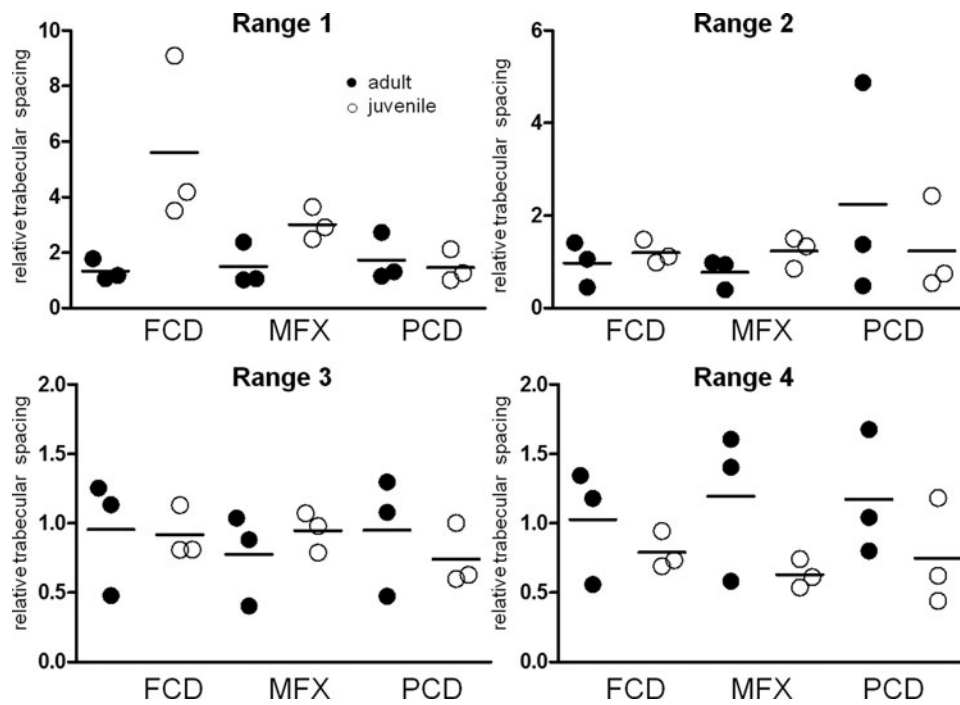 Range 1
relative trabecular spacing
10
8
6
4
2
0
adult
juvenile
FCD MFX PCD
Range 2
relative trabecular spacing
6
4
2
0
FCD MFX PCD
Range 3
relative trabecular spacing
2.0
1.5
1.0
0.5
0.0
FCD MFX PCD
Range 4
relative trabecular spacing
2.0
1.5
1.0
0.5
0.0
FCD MFX PCD